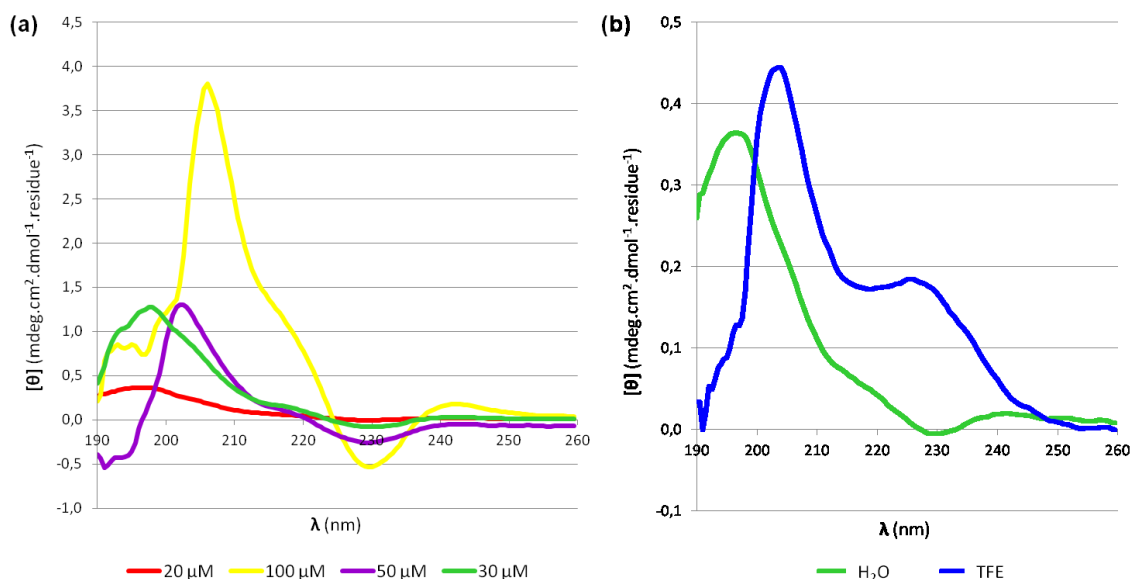 (a)
[θ] (mdeg.cm².dmol⁻¹.residue⁻¹)
4,5
4,0
3,5
3,0
2,5
2,0
1,5
1,0
0,5
0,0
-0,5
-1,0
190 200 210 220 230 240 250 260
λ (nm)
20 µM 100 µM 50 µM 30 µM
(b)
[θ] (mdeg.cm².dmol⁻¹.residue⁻¹)
0,5
0,4
0,3
0,2
0,1
0,0
-0,1
190 200 210 220 230 240 250 260
λ (nm)
H₂O TFE